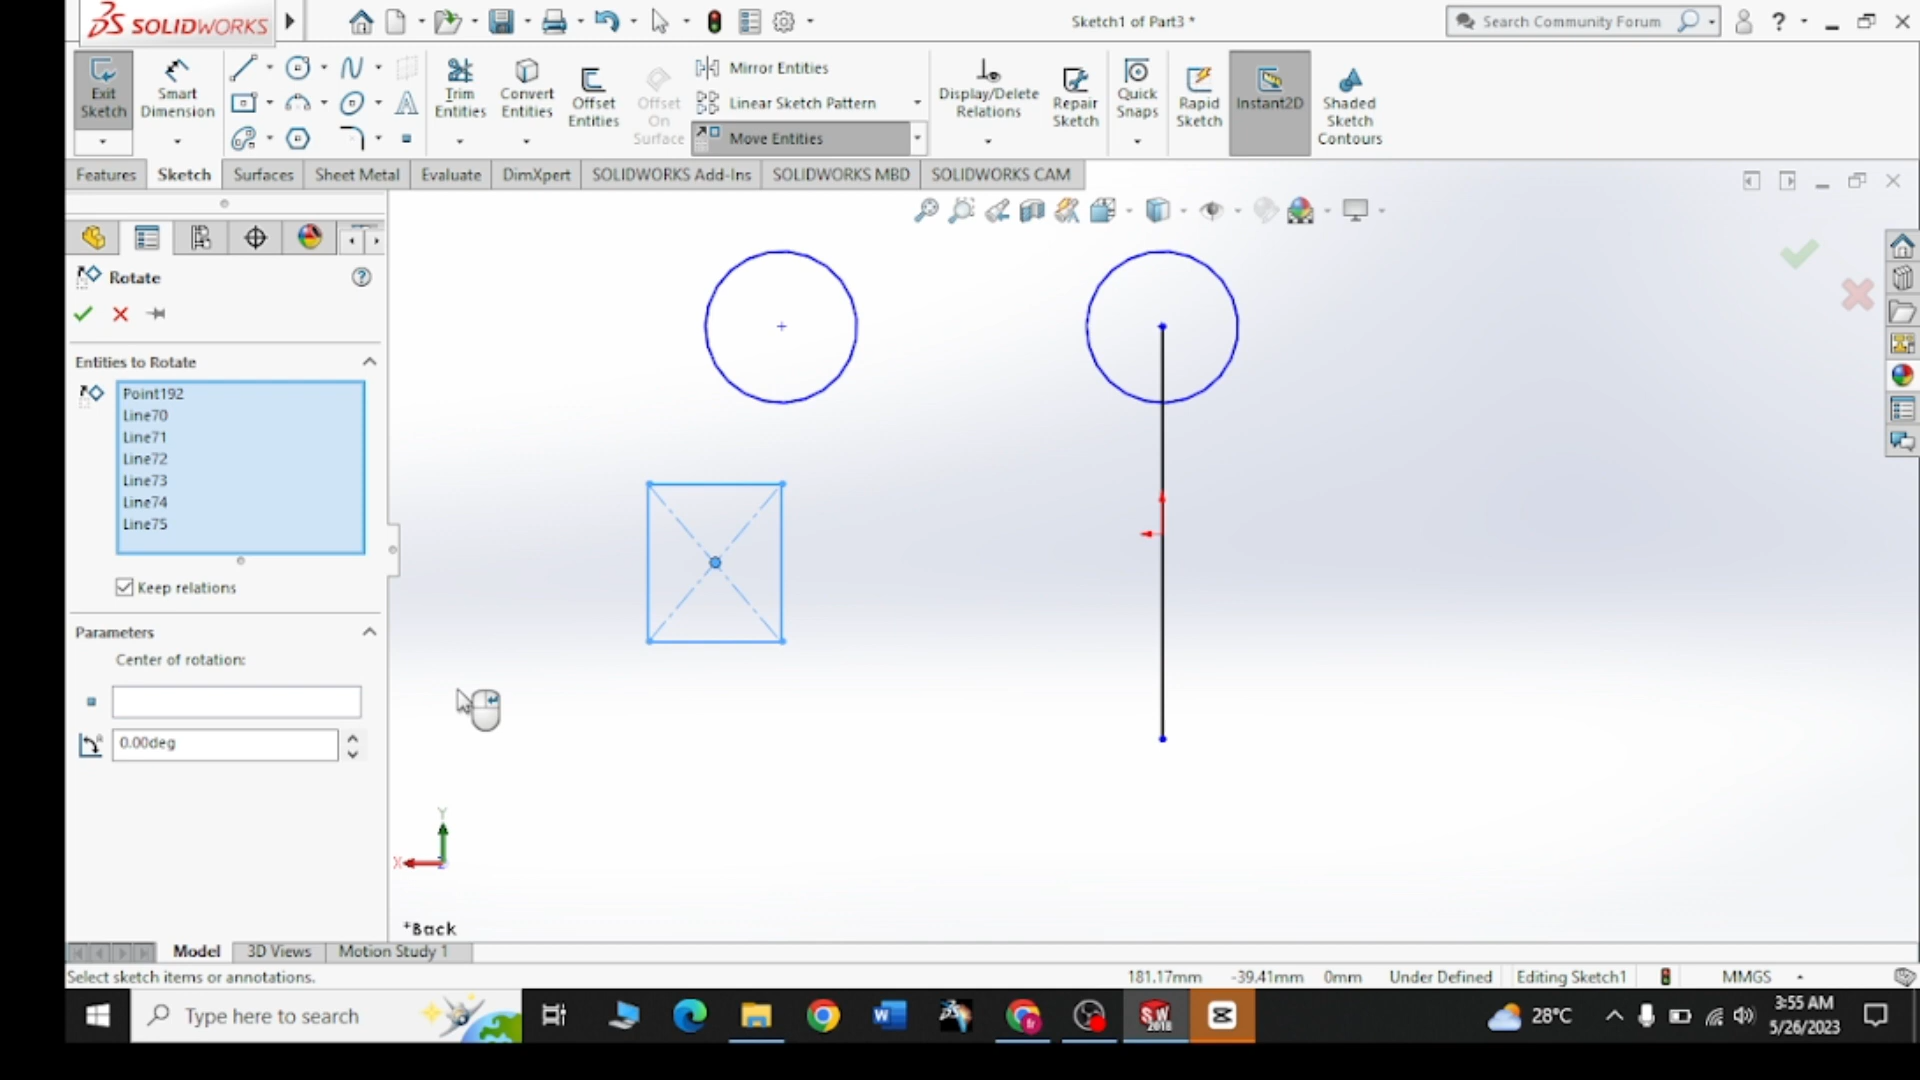 SOLIDWORKS
Sketch1 of Part3 *
Search Community Forum
?
Exit Sketch
Smart Dimension
Trim Entities
Convert Entities
Offset Entities
Offset On Surface
Mirror Entities
Linear Sketch Pattern
Move Entities
Display/Delete Relations
Repair Sketch
Quick Snaps
Rapid Sketch
Instant2D
Shaded Sketch Contours
Features
Sketch
Surfaces
Sheet Metal
Evaluate
DimXpert
SOLIDWORKS Add-Ins
SOLIDWORKS MBD
SOLIDWORKS CAM
Rotate
?
Entities to Rotate
Point192
Line70
Line71
Line72
Line73
Line74
Line75
Keep relations
Parameters
Center of rotation:
0.00deg
Y
X
Z
*Back
Model
3D Views
Motion Study 1
Select sketch items or annotations.
181.17mm
-39.41mm
0mm
Under Defined
Editing Sketch1
MMGS
Type here to search
28°C
3:55 AM
5/26/2023